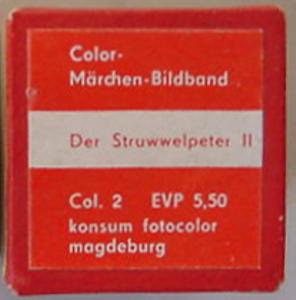 Color-
Märchen-Bildband
Der Struwwelpeter II
Col. 2 EVP 5,50
konsum fotocolor
magdeburg